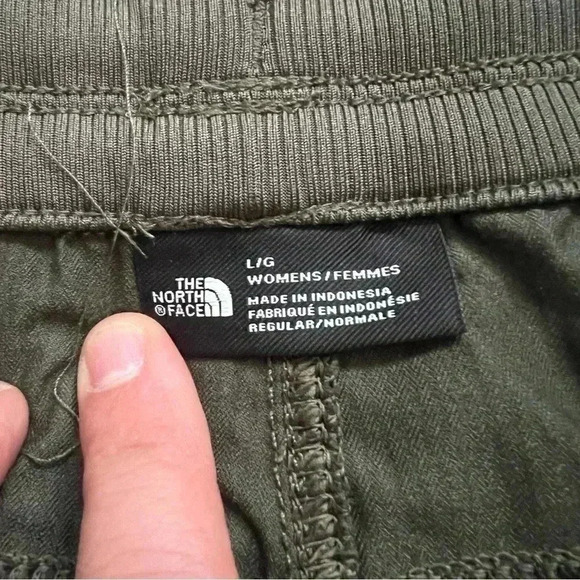 THE
NORTH
FACE
®
L/G
WOMENS/FEMMES
MADE IN INDONESIA
FABRIQUÉ EN INDONÉSIE
REGULAR/NORMALE